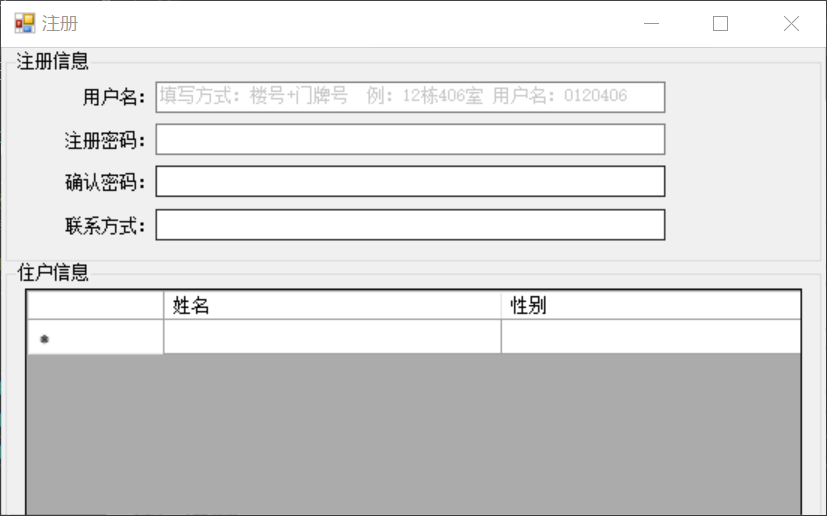 注册
注册信息
用户名：
填写方式：楼号+门牌号 例：12栋406室 用户名：0120406
注册密码：
确认密码：
联系方式：
住户信息
姓名 性别
*